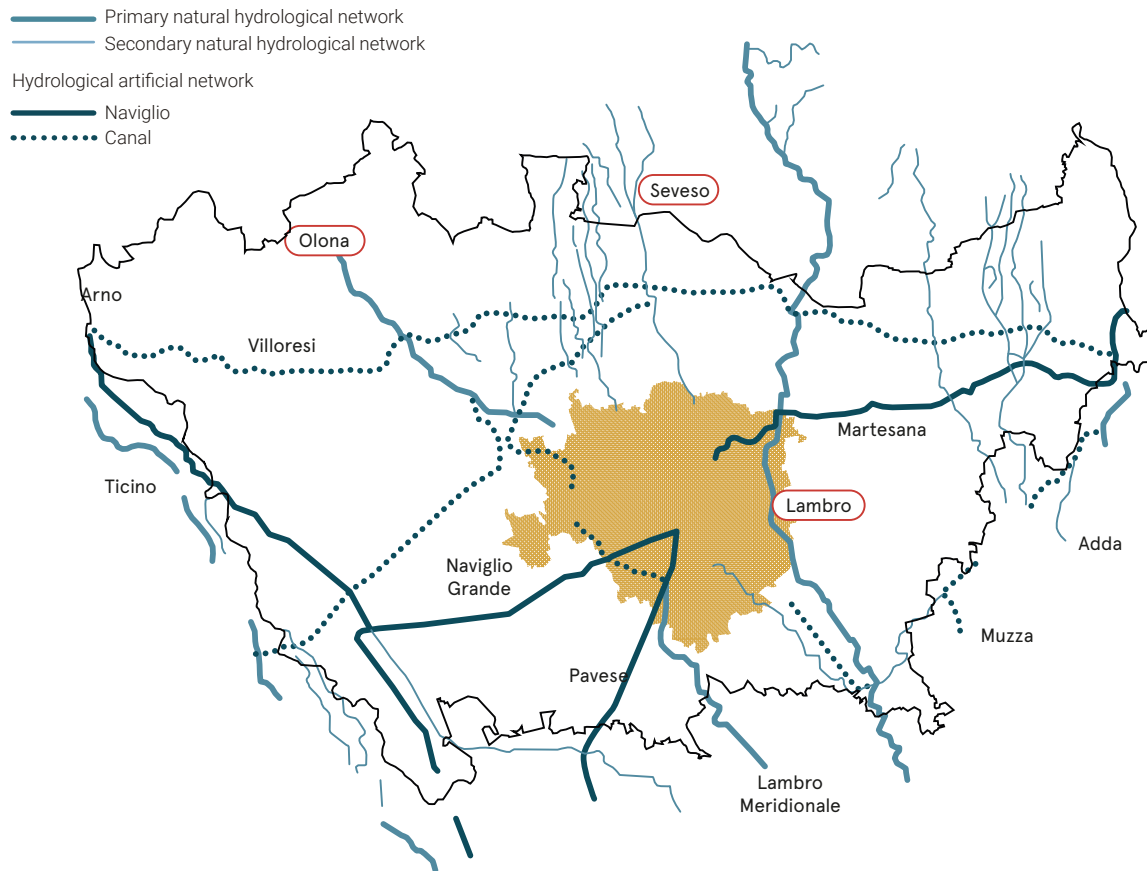 Primary natural hydrological network
Secondary natural hydrological network
Hydrological artificial network
Naviglio
Canal
Seveso
Olona
Arno
Villoresi
Martesana
Ticino
Lambro
Adda
Naviglio
Grande
Muzza
Pavese
Lambro
Meridionale